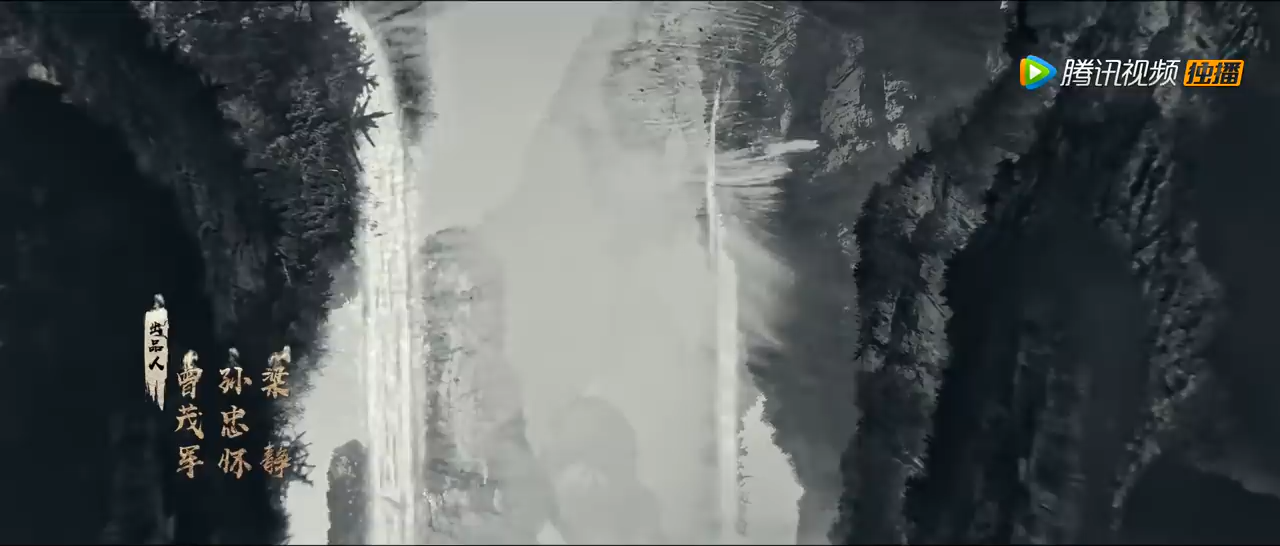 腾讯视频 独播
出品人
曾茂军
孙忠怀
梁静